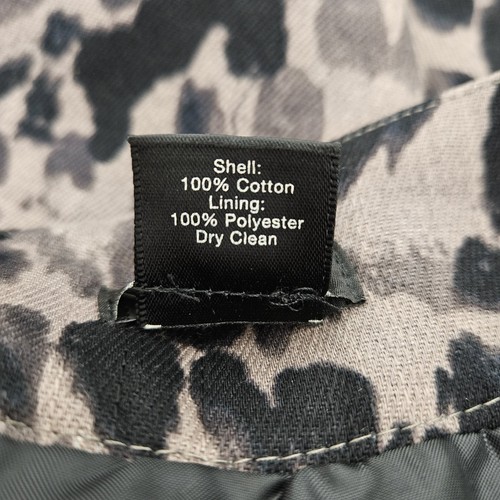 Shell:
100% Cotton
Lining:
100% Polyester
Dry Clean